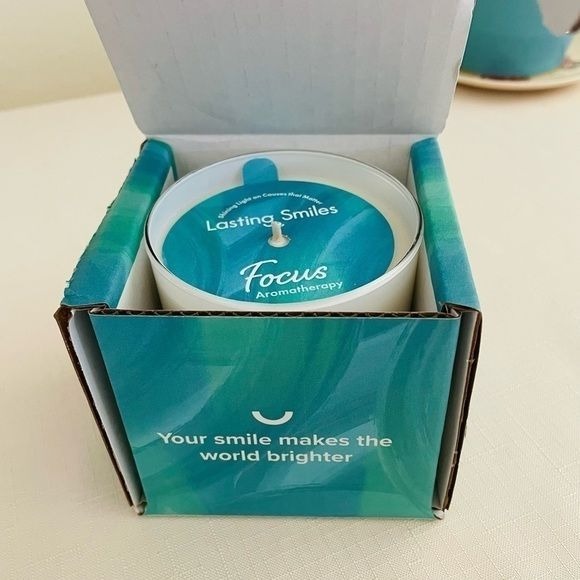 Shining Light on Causes that Matter
Lasting Smiles
Focus
Aromatherapy
Your smile makes the
world brighter